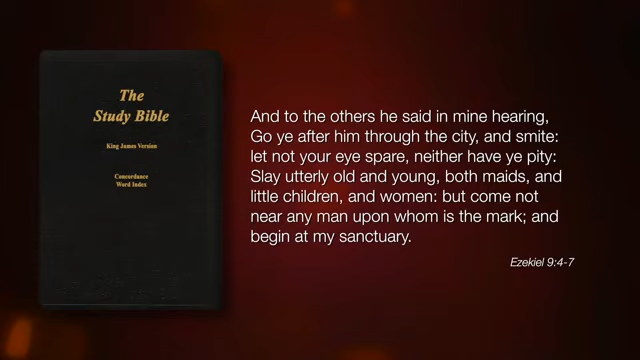 The
Study Bible
King James Version
Concordance
Word Index
And to the others he said in mine hearing,
Go ye after him through the city, and smite:
let not your eye spare, neither have ye pity:
Slay utterly old and young, both maids, and
little children, and women: but come not
near any man upon whom is the mark; and
begin at my sanctuary.
Ezekiel 9:4-7